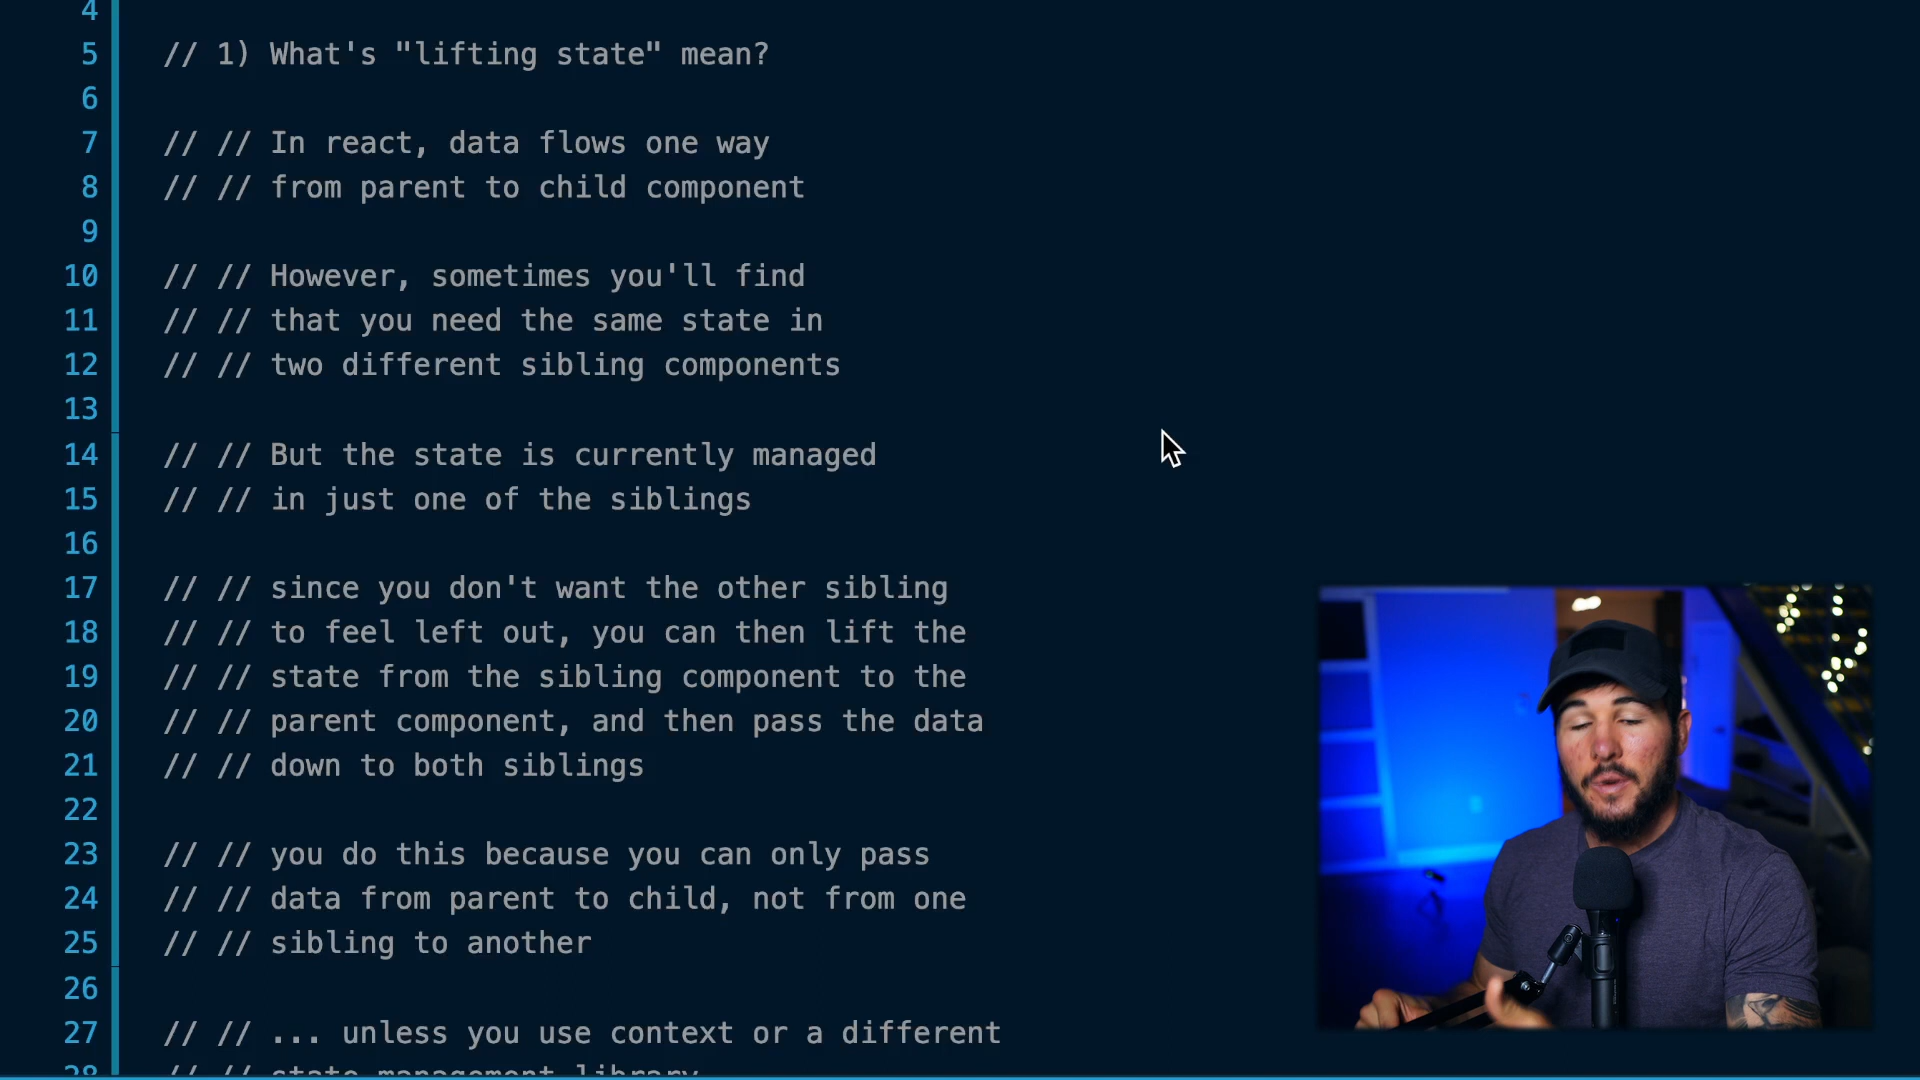 4
5 // 1) What's "lifting state" mean?
6
7 // // In react, data flows one way
8 // // from parent to child component
9
10 // // However, sometimes you'll find
11 // // that you need the same state in
12 // // two different sibling components
13
14 // // But the state is currently managed
15 // // in just one of the siblings
16
17 // // since you don't want the other sibling
18 // // to feel left out, you can then lift the
19 // // state from the sibling component to the
20 // // parent component, and then pass the data
21 // // down to both siblings
22
23 // // you do this because you can only pass
24 // // data from parent to child, not from one
25 // // sibling to another
26
27 // // ... unless you use context or a different
28 // // state management library